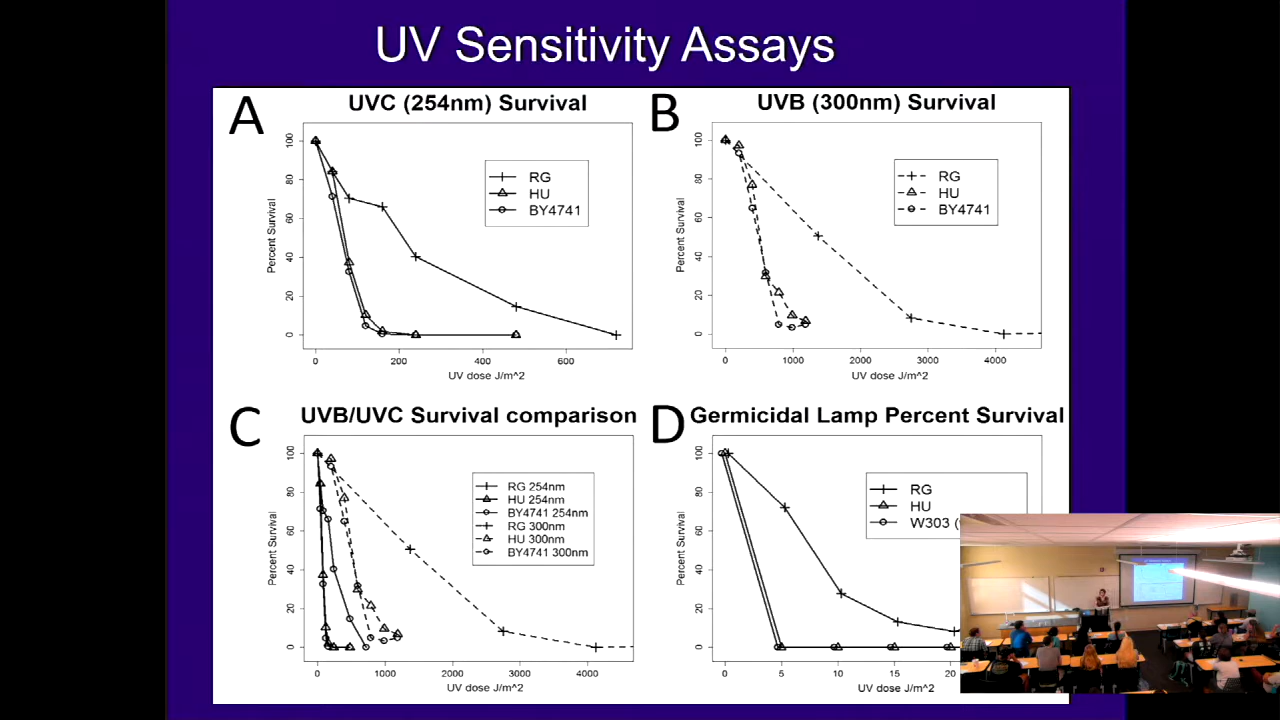 UV Sensitivity Assays
A
UVC (254nm) Survival
Percent Survival
100
80
60
40
20
0
RG
HU
BY4741
0 200 400 600
UV dose J/m^2
B
UVB (300nm) Survival
Percent Survival
100
80
60
40
20
0
RG
HU
BY4741
0 1000 2000 3000 4000
UV dose J/m^2
C
UVB/UVC Survival comparison
Percent Survival
100
80
60
40
20
0
RG 254nm
HU 254nm
BY4741 254nm
RG 300nm
HU 300nm
BY4741 300nm
0 1000 2000 3000 4000
UV dose J/m^2
D
Germicidal Lamp Percent Survival
Percent Survival
100
80
60
40
20
0
RG
HU
W303 (
0 5 10 15 20
UV dose J/m^2